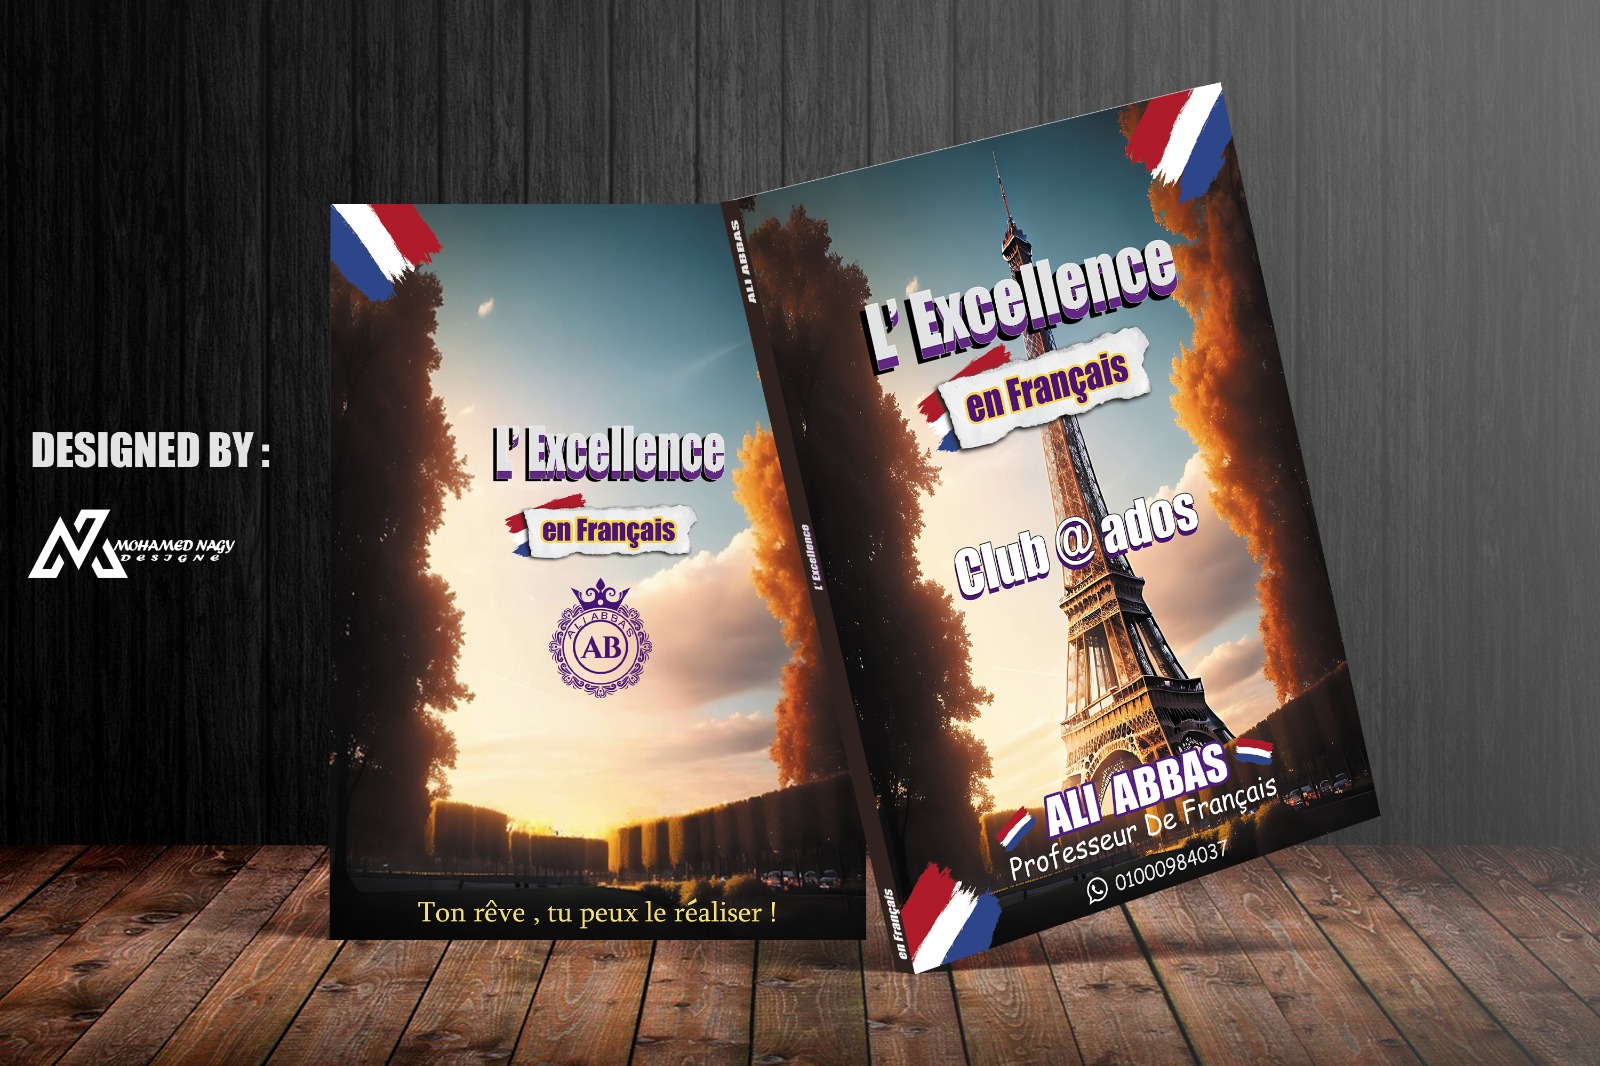 DESIGNED BY :
MOHAMED NAGY
DESIGNE
L' Excellence
en Français
ALI ABBAS
AB
Ton rêve , tu peux le réaliser !
ALI ABBAS
L' Excellence
en Français
L' Excellence
en Français
Club @ ados
ALI ABBAS
Professeur De Français
01000984037